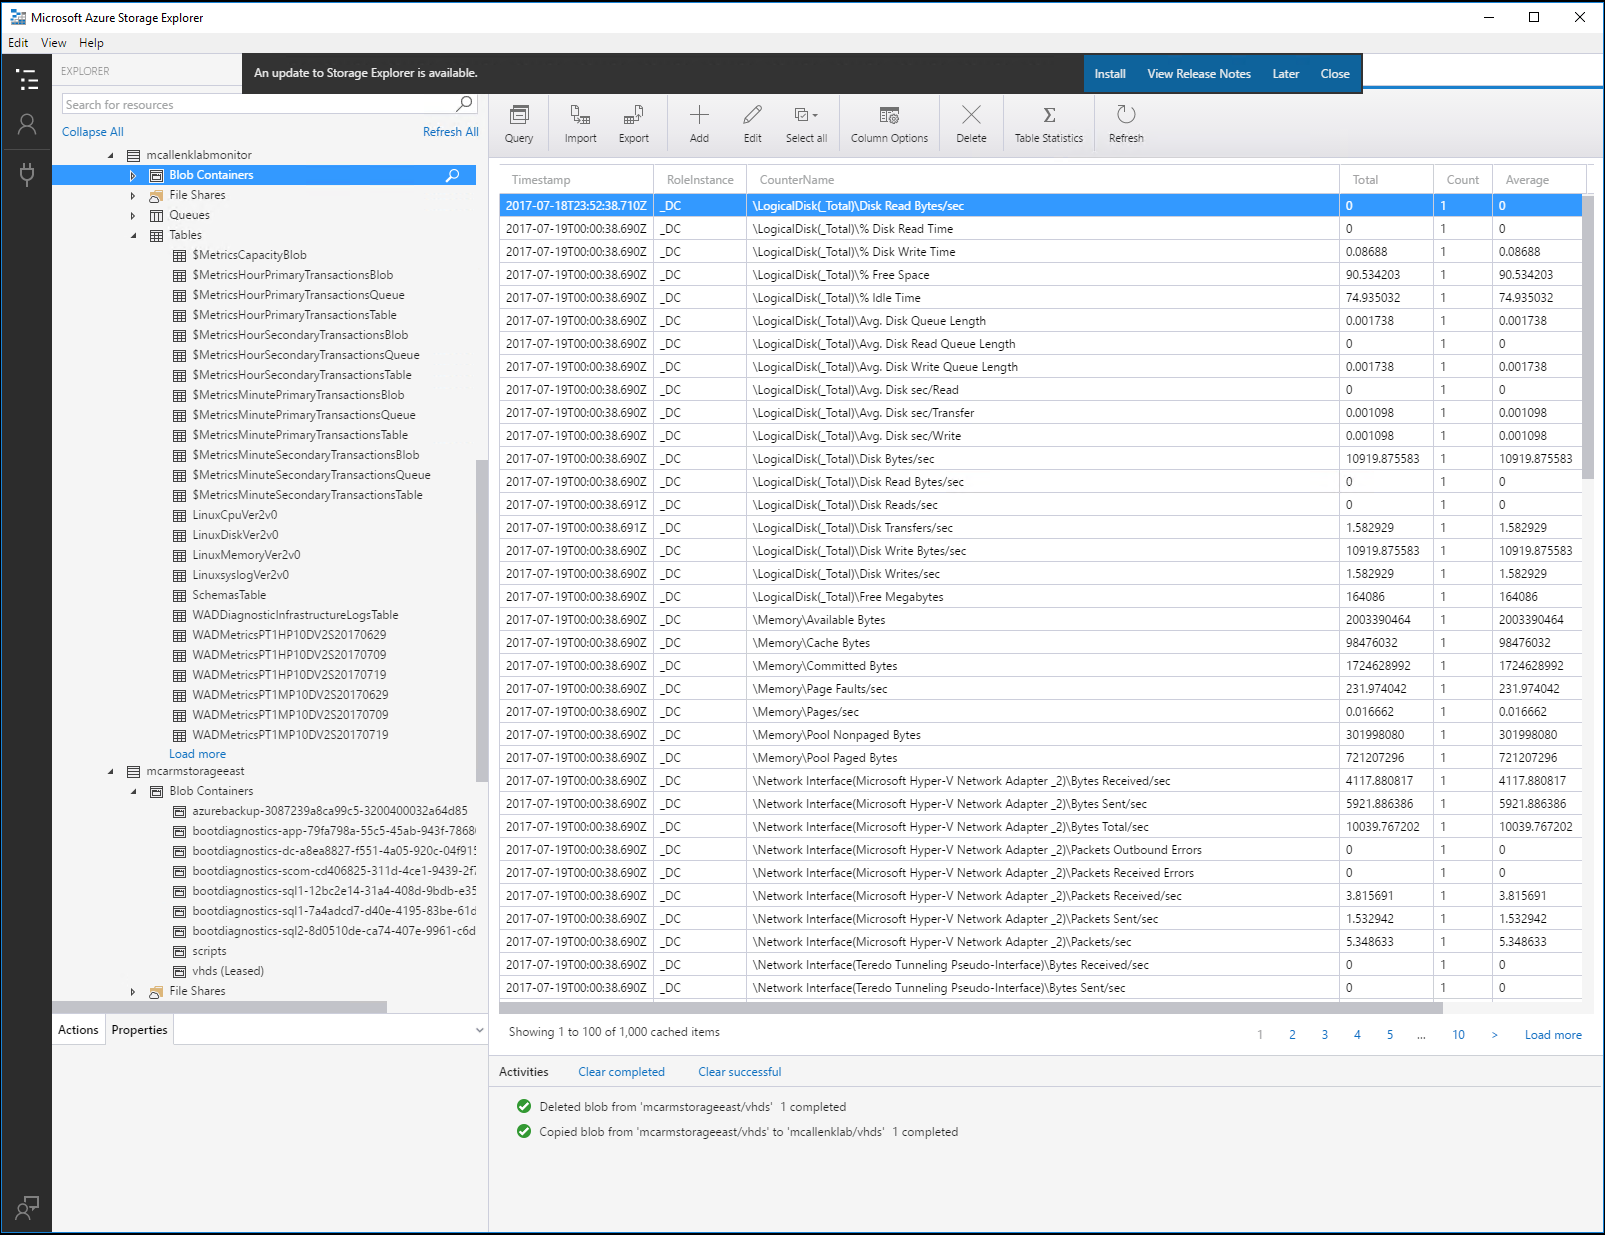 Microsoft Azure Storage Explorer
Edit View Help
EXPLORER
An update to Storage Explorer is available.
Install View Release Notes Later Close
Search for resources
Collapse All Refresh All
mcallenklabmonitor
Blob Containers
File Shares
Queues
Tables
$MetricsCapacityBlob
$MetricsHourPrimaryTransactionsBlob
$MetricsHourPrimaryTransactionsQueue
$MetricsHourPrimaryTransactionsTable
$MetricsHourSecondaryTransactionsBlob
$MetricsHourSecondaryTransactionsQueue
$MetricsHourSecondaryTransactionsTable
$MetricsMinutePrimaryTransactionsBlob
$MetricsMinutePrimaryTransactionsQueue
$MetricsMinutePrimaryTransactionsTable
$MetricsMinuteSecondaryTransactionsBlob
$MetricsMinuteSecondaryTransactionsQueue
$MetricsMinuteSecondaryTransactionsTable
LinuxCpuVer2v0
LinuxDiskVer2v0
LinuxMemoryVer2v0
LinuxsyslogVer2v0
SchemasTable
WADDiagnosticInfrastructureLogsTable
WADMetricsPT1HP10DV2S20170629
WADMetricsPT1HP10DV2S20170709
WADMetricsPT1HP10DV2S20170719
WADMetricsPT1MP10DV2S20170629
WADMetricsPT1MP10DV2S20170709
WADMetricsPT1MP10DV2S20170719
Load more
mcarmstorageeast
Blob Containers
azurebackup-3087239a8ca99c5-3200400032a64d85
bootdiagnostics-app-79fa798a-55c5-45ab-943f-7868
bootdiagnostics-dc-a8ea8827-f551-4a05-920c-04f915
bootdiagnostics-scom-cd406825-311d-4ce1-9439-2f7
bootdiagnostics-sql1-12bc2e14-31a4-408d-9bdb-e35
bootdiagnostics-sql1-7a4adcd7-d40e-4195-83be-61d
bootdiagnostics-sql2-8d0510de-ca74-407e-9961-c6d
scripts
vhds (Leased)
File Shares
Actions Properties
Query Import Export Add Edit Select all Column Options Delete Table Statistics Refresh
Timestamp RoleInstance CounterName Total Count Average
2017-07-18T23:52:38.710Z _DC \LogicalDisk(_Total)\Disk Read Bytes/sec 0 1 0
2017-07-19T00:00:38.690Z _DC \LogicalDisk(_Total)\% Disk Read Time 0 1 0
2017-07-19T00:00:38.690Z _DC \LogicalDisk(_Total)\% Disk Write Time 0.08688 1 0.08688
2017-07-19T00:00:38.690Z _DC \LogicalDisk(_Total)\% Free Space 90.534203 1 90.534203
2017-07-19T00:00:38.690Z _DC \LogicalDisk(_Total)\% Idle Time 74.935032 1 74.935032
2017-07-19T00:00:38.690Z _DC \LogicalDisk(_Total)\Avg. Disk Queue Length 0.001738 1 0.001738
2017-07-19T00:00:38.690Z _DC \LogicalDisk(_Total)\Avg. Disk Read Queue Length 0 1 0
2017-07-19T00:00:38.690Z _DC \LogicalDisk(_Total)\Avg. Disk Write Queue Length 0.001738 1 0.001738
2017-07-19T00:00:38.690Z _DC \LogicalDisk(_Total)\Avg. Disk sec/Read 0 1 0
2017-07-19T00:00:38.690Z _DC \LogicalDisk(_Total)\Avg. Disk sec/Transfer 0.001098 1 0.001098
2017-07-19T00:00:38.690Z _DC \LogicalDisk(_Total)\Avg. Disk sec/Write 0.001098 1 0.001098
2017-07-19T00:00:38.690Z _DC \LogicalDisk(_Total)\Disk Bytes/sec 10919.875583 1 10919.875583
2017-07-19T00:00:38.690Z _DC \LogicalDisk(_Total)\Disk Read Bytes/sec 0 1 0
2017-07-19T00:00:38.691Z _DC \LogicalDisk(_Total)\Disk Reads/sec 0 1 0
2017-07-19T00:00:38.691Z _DC \LogicalDisk(_Total)\Disk Transfers/sec 1.582929 1 1.582929
2017-07-19T00:00:38.690Z _DC \LogicalDisk(_Total)\Disk Write Bytes/sec 10919.875583 1 10919.875583
2017-07-19T00:00:38.690Z _DC \LogicalDisk(_Total)\Disk Writes/sec 1.582929 1 1.582929
2017-07-19T00:00:38.690Z _DC \LogicalDisk(_Total)\Free Megabytes 164086 1 164086
2017-07-19T00:00:38.690Z _DC \Memory\Available Bytes 2003390464 1 2003390464
2017-07-19T00:00:38.690Z _DC \Memory\Cache Bytes 98476032 1 98476032
2017-07-19T00:00:38.690Z _DC \Memory\Committed Bytes 1724628992 1 1724628992
2017-07-19T00:00:38.690Z _DC \Memory\Page Faults/sec 231.974042 1 231.974042
2017-07-19T00:00:38.690Z _DC \Memory\Pages/sec 0.016662 1 0.016662
2017-07-19T00:00:38.690Z _DC \Memory\Pool Nonpaged Bytes 301998080 1 301998080
2017-07-19T00:00:38.690Z _DC \Memory\Pool Paged Bytes 721207296 1 721207296
2017-07-19T00:00:38.690Z _DC \Network Interface(Microsoft Hyper-V Network Adapter _2)\Bytes Received/sec 4117.880817 1 4117.880817
2017-07-19T00:00:38.690Z _DC \Network Interface(Microsoft Hyper-V Network Adapter _2)\Bytes Sent/sec 5921.886386 1 5921.886386
2017-07-19T00:00:38.690Z _DC \Network Interface(Microsoft Hyper-V Network Adapter _2)\Bytes Total/sec 10039.767202 1 10039.767202
2017-07-19T00:00:38.690Z _DC \Network Interface(Microsoft Hyper-V Network Adapter _2)\Packets Outbound Errors 0 1 0
2017-07-19T00:00:38.690Z _DC \Network Interface(Microsoft Hyper-V Network Adapter _2)\Packets Received Errors 0 1 0
2017-07-19T00:00:38.690Z _DC \Network Interface(Microsoft Hyper-V Network Adapter _2)\Packets Received/sec 3.815691 1 3.815691
2017-07-19T00:00:38.690Z _DC \Network Interface(Microsoft Hyper-V Network Adapter _2)\Packets Sent/sec 1.532942 1 1.532942
2017-07-19T00:00:38.690Z _DC \Network Interface(Microsoft Hyper-V Network Adapter _2)\Packets/sec 5.348633 1 5.348633
2017-07-19T00:00:38.690Z _DC \Network Interface(Teredo Tunneling Pseudo-Interface)\Bytes Received/sec 0 1 0
2017-07-19T00:00:38.690Z _DC \Network Interface(Teredo Tunneling Pseudo-Interface)\Bytes Sent/sec 0 1 0
Showing 1 to 100 of 1,000 cached items
1 2 3 4 5 ... 10 > Load more
Activities Clear completed Clear successful
Deleted blob from 'mcarmstorageeast/vhds' 1 completed
Copied blob from 'mcarmstorageeast/vhds' to 'mcallenklab/vhds' 1 completed